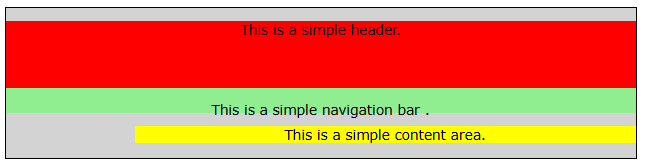 This is a simple header.
This is a simple navigation bar .
This is a simple content area.